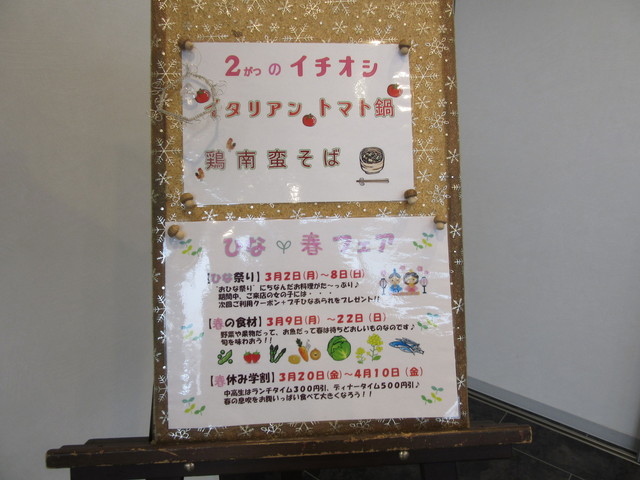 2がつのイチオシ
イタリアントマト鍋
鶏南蛮そば
ひな春フェア
【ひな祭り】3月2日(月)～8日(日)
"おひな祭り"にちなんだお料理がた～っぷり♪
期間中、ご来店の女の子には・・・
次回ご利用クーポン+プチひなあられをプレゼント!!
【春の食材】3月9日(月)～22日(日)
野菜や果物だって、お魚だって春は待ちどおしいものなのです♪
旬を味わおう!!
【春休み学割】3月20日(金)～4月10日(金)
中高生はランチタイム300円引、ディナータイム500円引♪
春の息吹をお腹いっぱい食べて大きくなろう!!